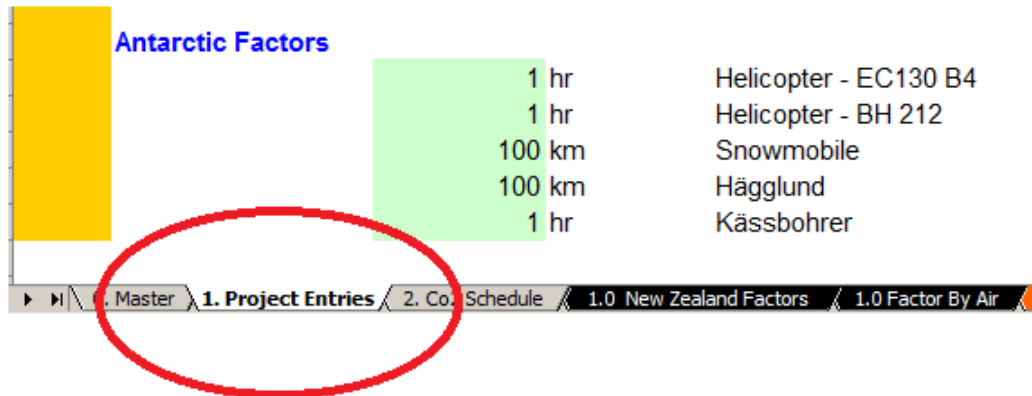 Antarctic Factors
1 hr Helicopter - EC130 B4
1 hr Helicopter - BH 212
100 km Snowmobile
100 km Hägglund
1 hr Kässbohrer
Master 1. Project Entries 2. Co2 Schedule 1.0 New Zealand Factors 1.0 Factor By Air